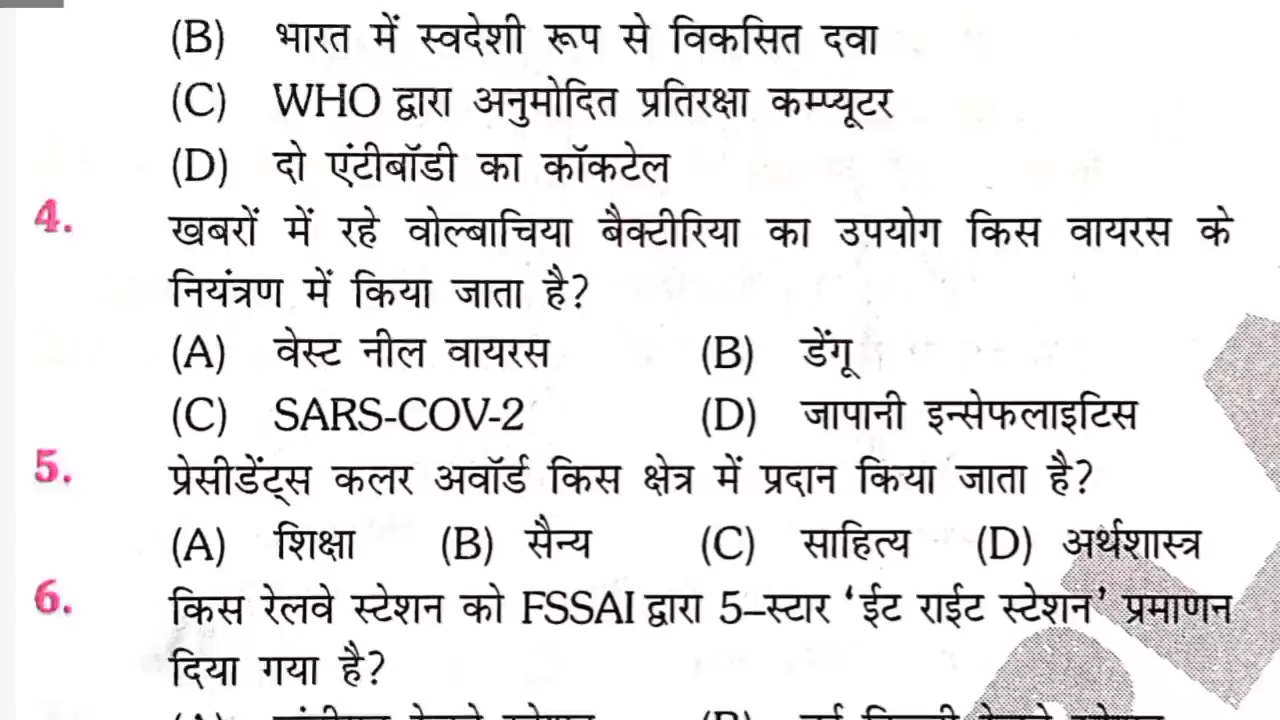 (B) भारत में स्वदेशी रूप से विकसित दवा
(C) WHO द्वारा अनुमोदित प्रतिरक्षा कम्प्यूटर
(D) दो एंटीबॉडी का कॉकटेल
4. खबरों में रहे वोल्बाचिया बैक्टीरिया का उपयोग किस वायरस के
नियंत्रण में किया जाता है?
(A) वेस्ट नील वायरस (B) डेंगू
(C) SARS-COV-2 (D) जापानी इन्सेफलाइटिस
5. प्रेसीडेंट्स कलर अवॉर्ड किस क्षेत्र में प्रदान किया जाता है?
(A) शिक्षा (B) सैन्य (C) साहित्य (D) अर्थशास्त्र
6. किस रेलवे स्टेशन को FSSAI द्वारा 5–स्टार ‘ईट राईट स्टेशन’ प्रमाणन
दिया गया है?